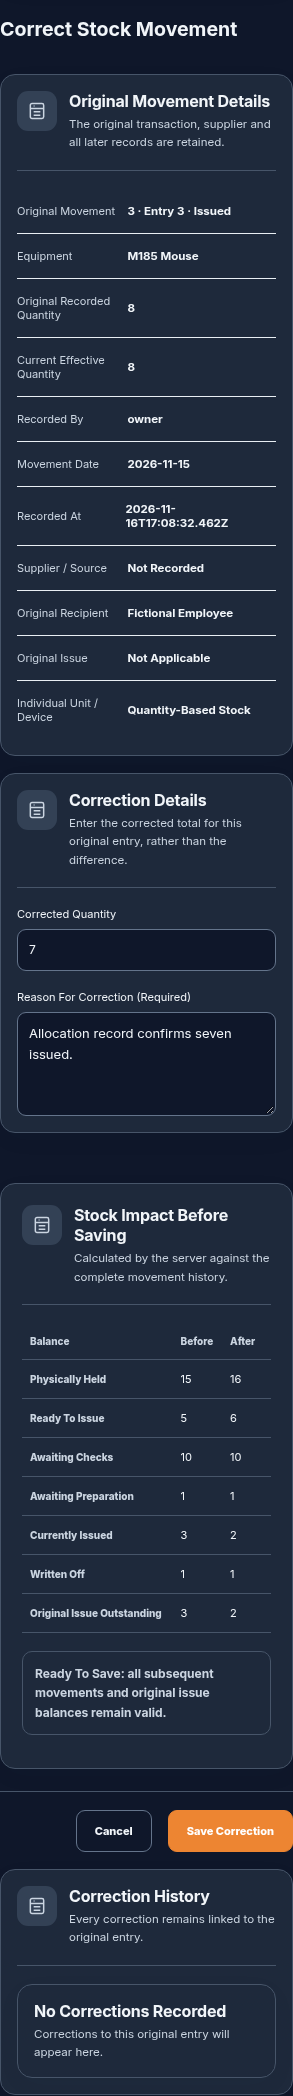 Correct Stock Movement
Original Movement Details
The original transaction, supplier and
all later records are retained.
Original Movement 3 · Entry 3 · Issued
Equipment M185 Mouse
Original Recorded
Quantity
8
Current Effective
Quantity
8
Recorded By owner
Movement Date 2026-11-15
Recorded At
2026-11-
16T17:08:32.462Z
Supplier / Source Not Recorded
Original Recipient Fictional Employee
Original Issue Not Applicable
Individual Unit /
Device
Quantity-Based Stock
Correction Details
Enter the corrected total for this
original entry, rather than the
difference.
Corrected Quantity
7
Reason For Correction (Required)
Allocation record confirms seven
issued.
Stock Impact Before
Saving
Calculated by the server against the
complete movement history.
Balance Before After
Physically Held 15 16
Ready To Issue 5 6
Awaiting Checks 10 10
Awaiting Preparation 1 1
Currently Issued 3 2
Written Off 1 1
Original Issue Outstanding 3 2
Ready To Save: all subsequent
movements and original issue
balances remain valid.
Cancel Save Correction
Correction History
Every correction remains linked to the
original entry.
No Corrections Recorded
Corrections to this original entry will
appear here.